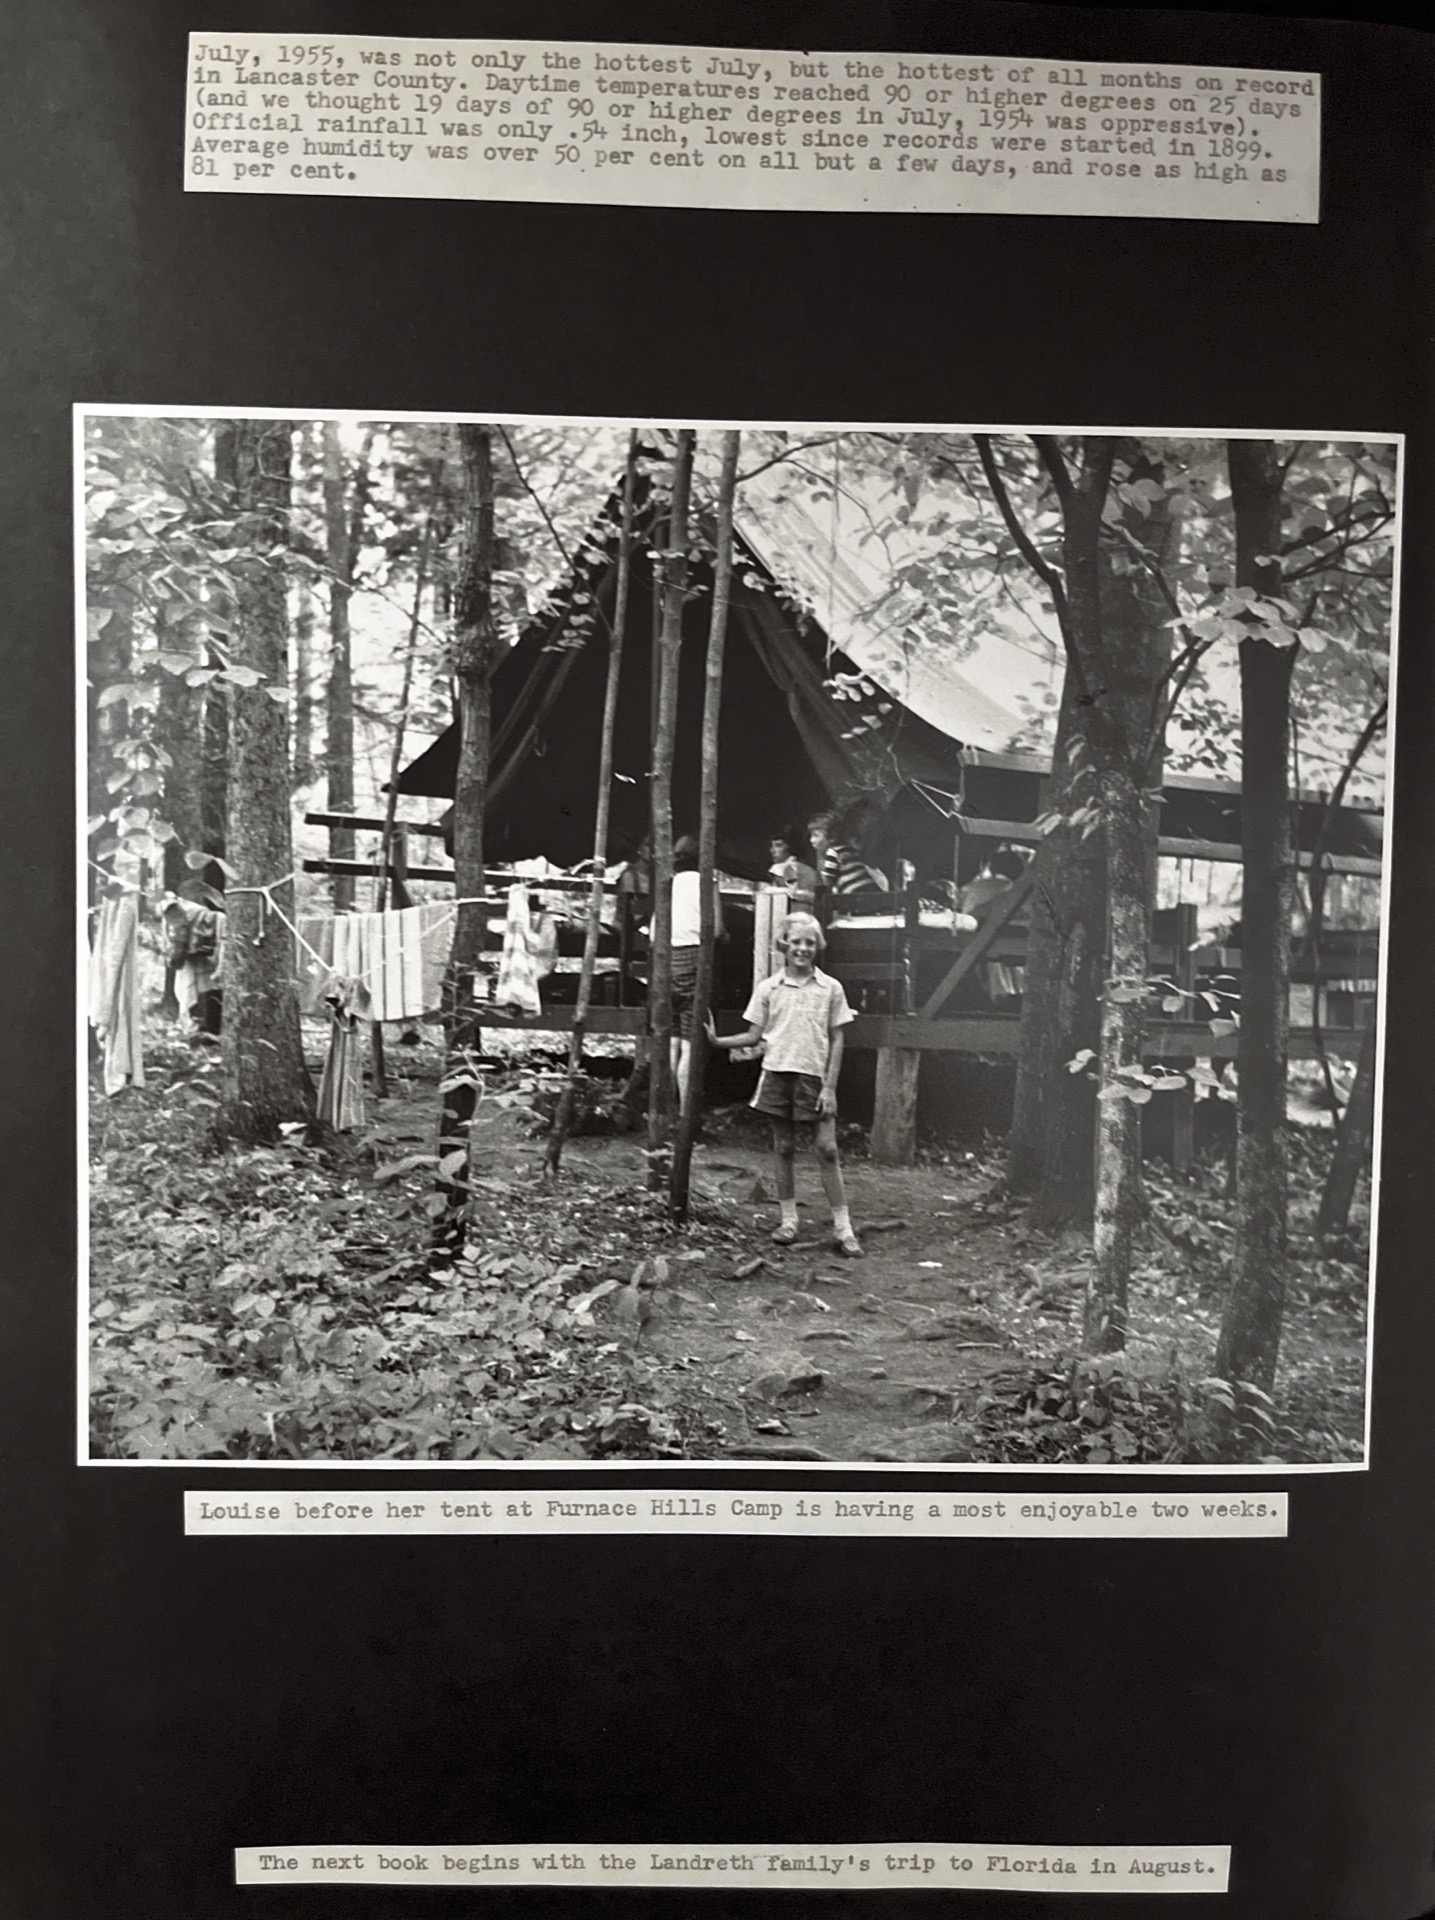 July, 1955, was not only the hottest July, but the hottest of all months on record
in Lancaster County. Daytime temperatures reached 90 or higher degrees on 25 days
(and we thought 19 days of 90 or higher degrees in July, 1954 was oppressive).
Official rainfall was only .54 inch, lowest since records were started in 1899.
Average humidity was over 50 per cent on all but a few days, and rose as high as
81 per cent.
Louise before her tent at Furnace Hills Camp is having a most enjoyable two weeks.
The next book begins with the Landreth family's trip to Florida in August.